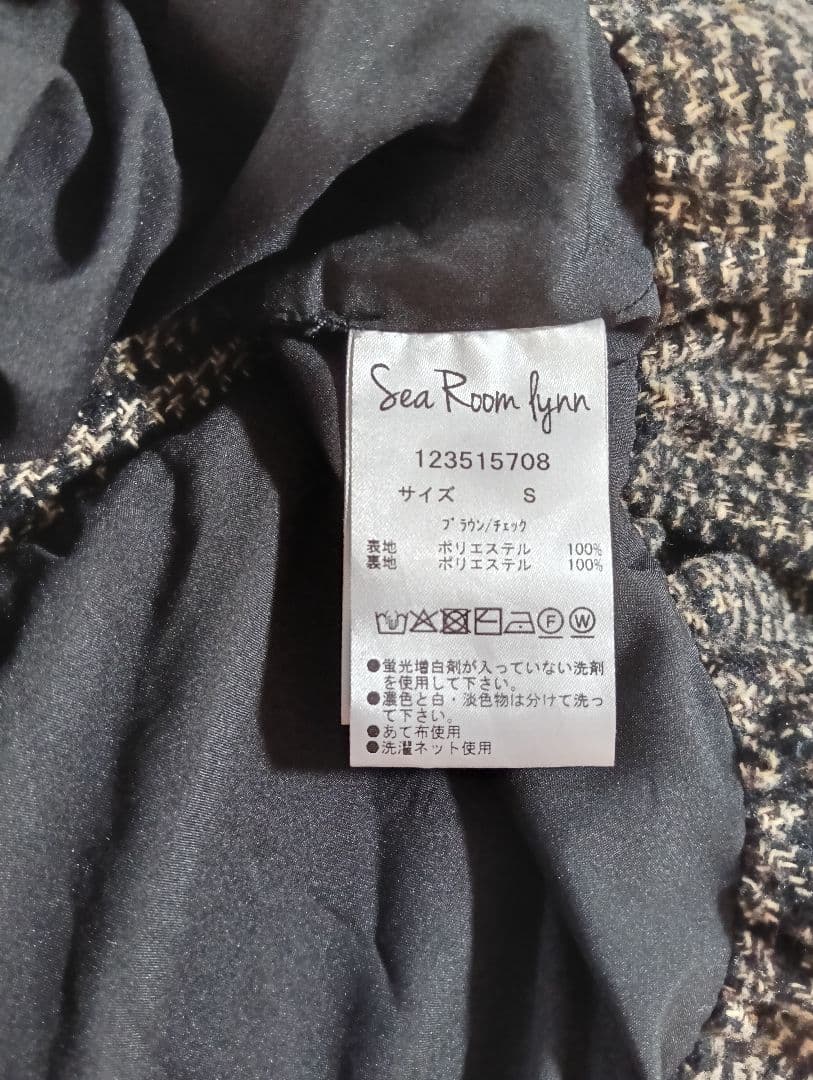 Sea Room lynn
123515708
サイズ S
ブラウン/チェック
表地 ポリエステル 100%
裏地 ポリエステル 100%
F W
●蛍光増白剤が入っていない洗剤
を使用して下さい。
●濃色と白・淡色物は分けて洗っ
て下さい。
●あて布使用
●洗濯ネット使用